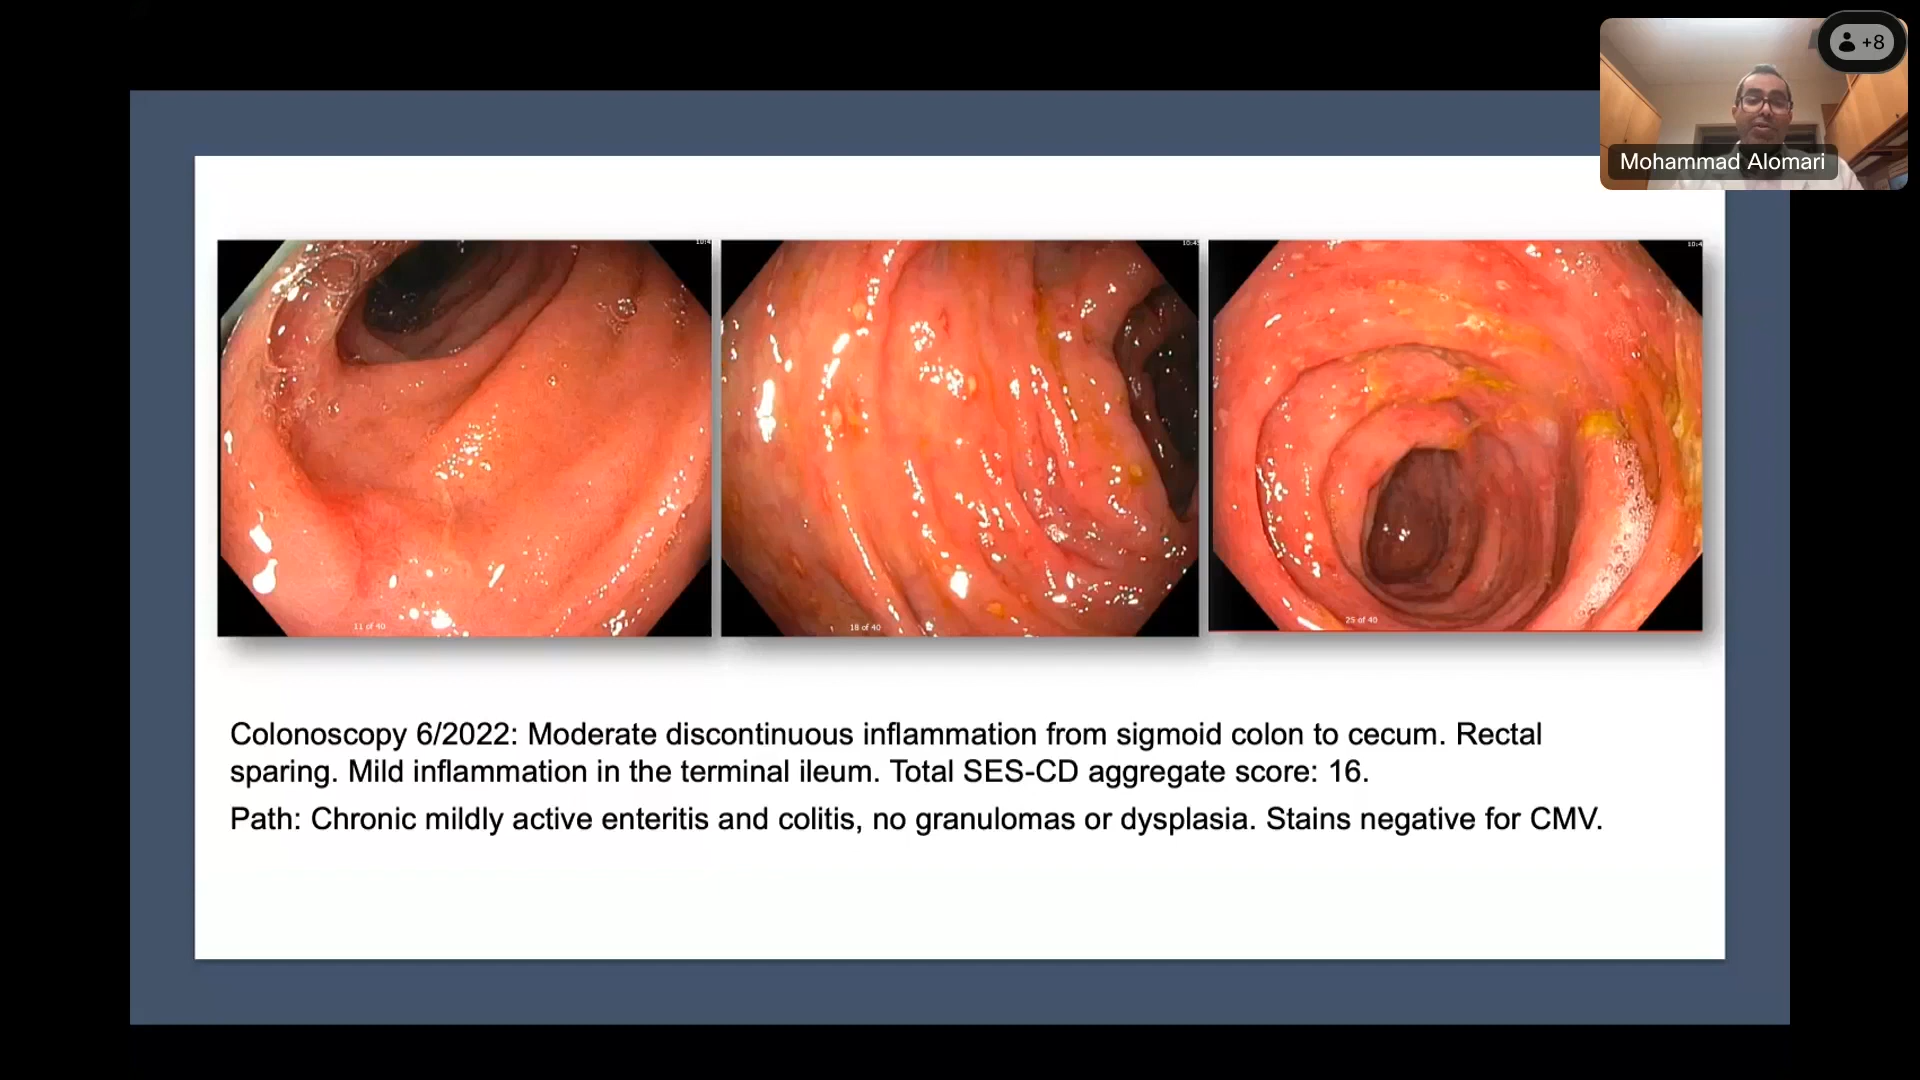 +8
Mohammad Alomari
11 of 40
18 of 40
25 of 40
Colonoscopy 6/2022: Moderate discontinuous inflammation from sigmoid colon to cecum. Rectal
sparing. Mild inflammation in the terminal ileum. Total SES-CD aggregate score: 16.
Path: Chronic mildly active enteritis and colitis, no granulomas or dysplasia. Stains negative for CMV.